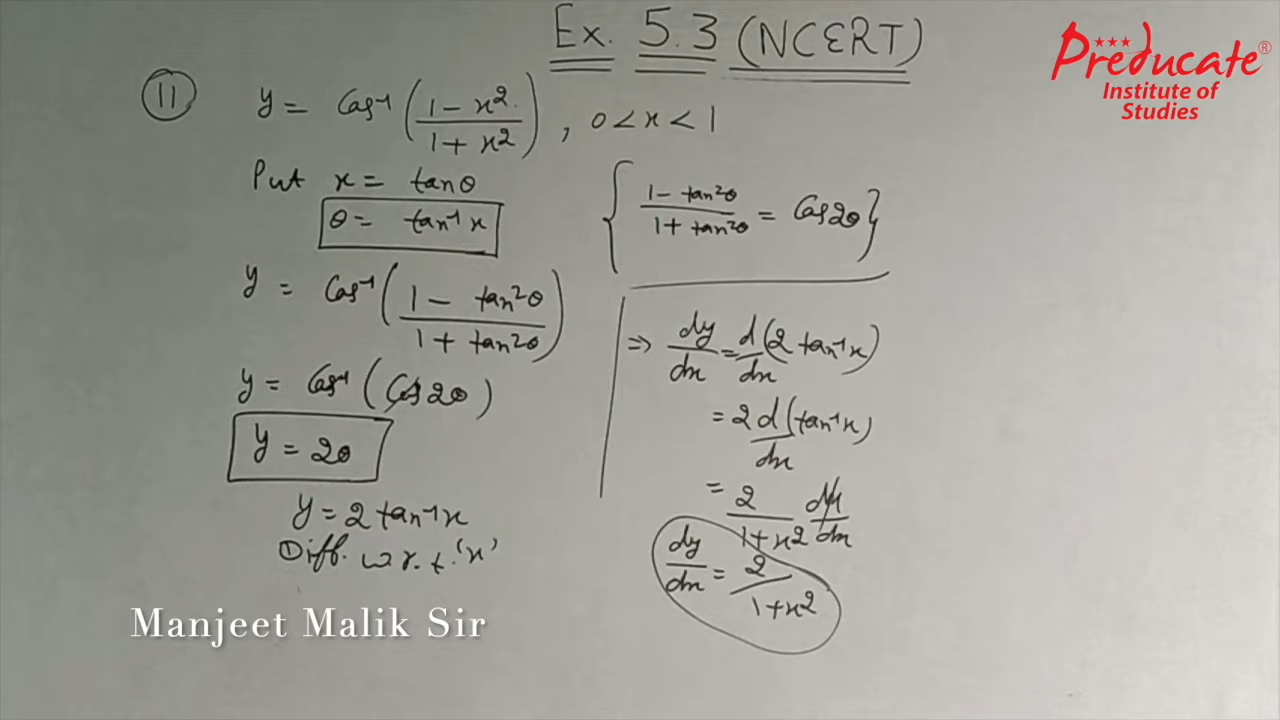 Ex. 5.3 (NCERT)
Preducate®
Institute of
Studies
⑪ y = Cos⁻¹ ( (1 - x²) / (1 + x²) ) , 0 < x < 1
Put x = tanθ
θ = tan⁻¹x
{ (1 - tan²θ) / (1 + tan²θ) = Cos2θ }
y = Cos⁻¹ ( (1 - tan²θ) / (1 + tan²θ) )
y = Cos⁻¹ (Cos2θ)
y = 2θ
y = 2 tan⁻¹x
Diff. w.r.t. 'x'
⇒ dy/dx = d/dx (2 tan⁻¹x)
= 2 d/dx (tan⁻¹x)
= 2/(1+x²) dx/dx
dy/dx = 2/(1+x²)
Manjeet Malik Sir